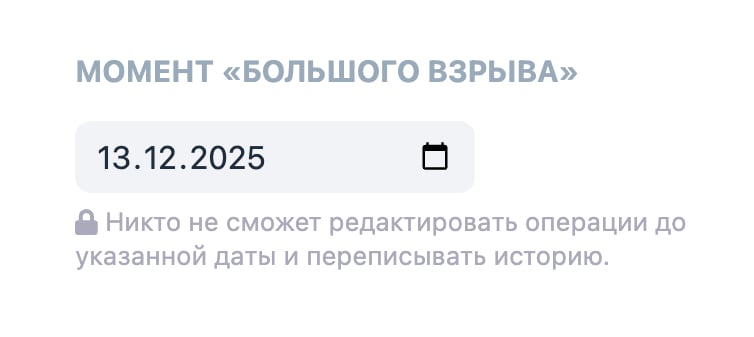 МОМЕНТ «БОЛЬШОГО ВЗРЫВА»
13.12.2025
Никто не сможет редактировать операции до
указанной даты и переписывать историю.